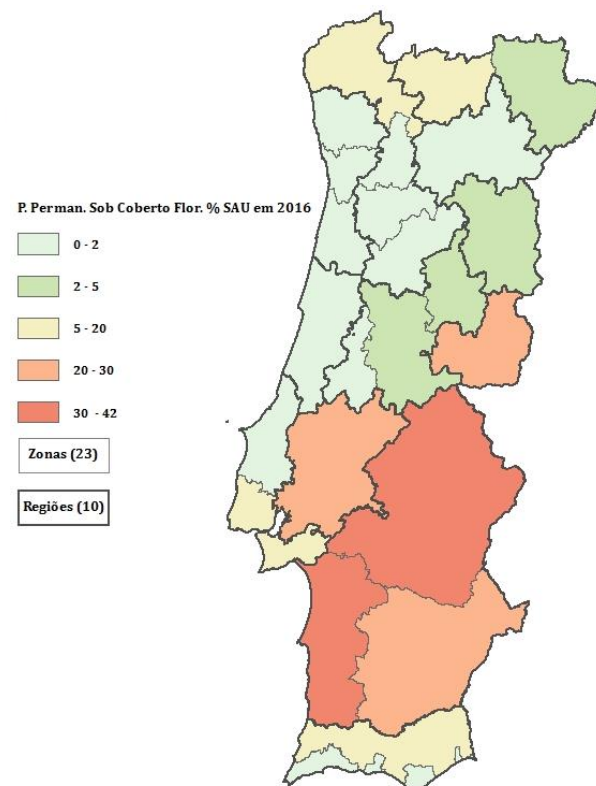 P. Perman. Sob Coberto Flor. % SAU em 2016
0 - 2
2 - 5
5 - 20
20 - 30
30 - 42
Zonas (23)
Regiões (10)